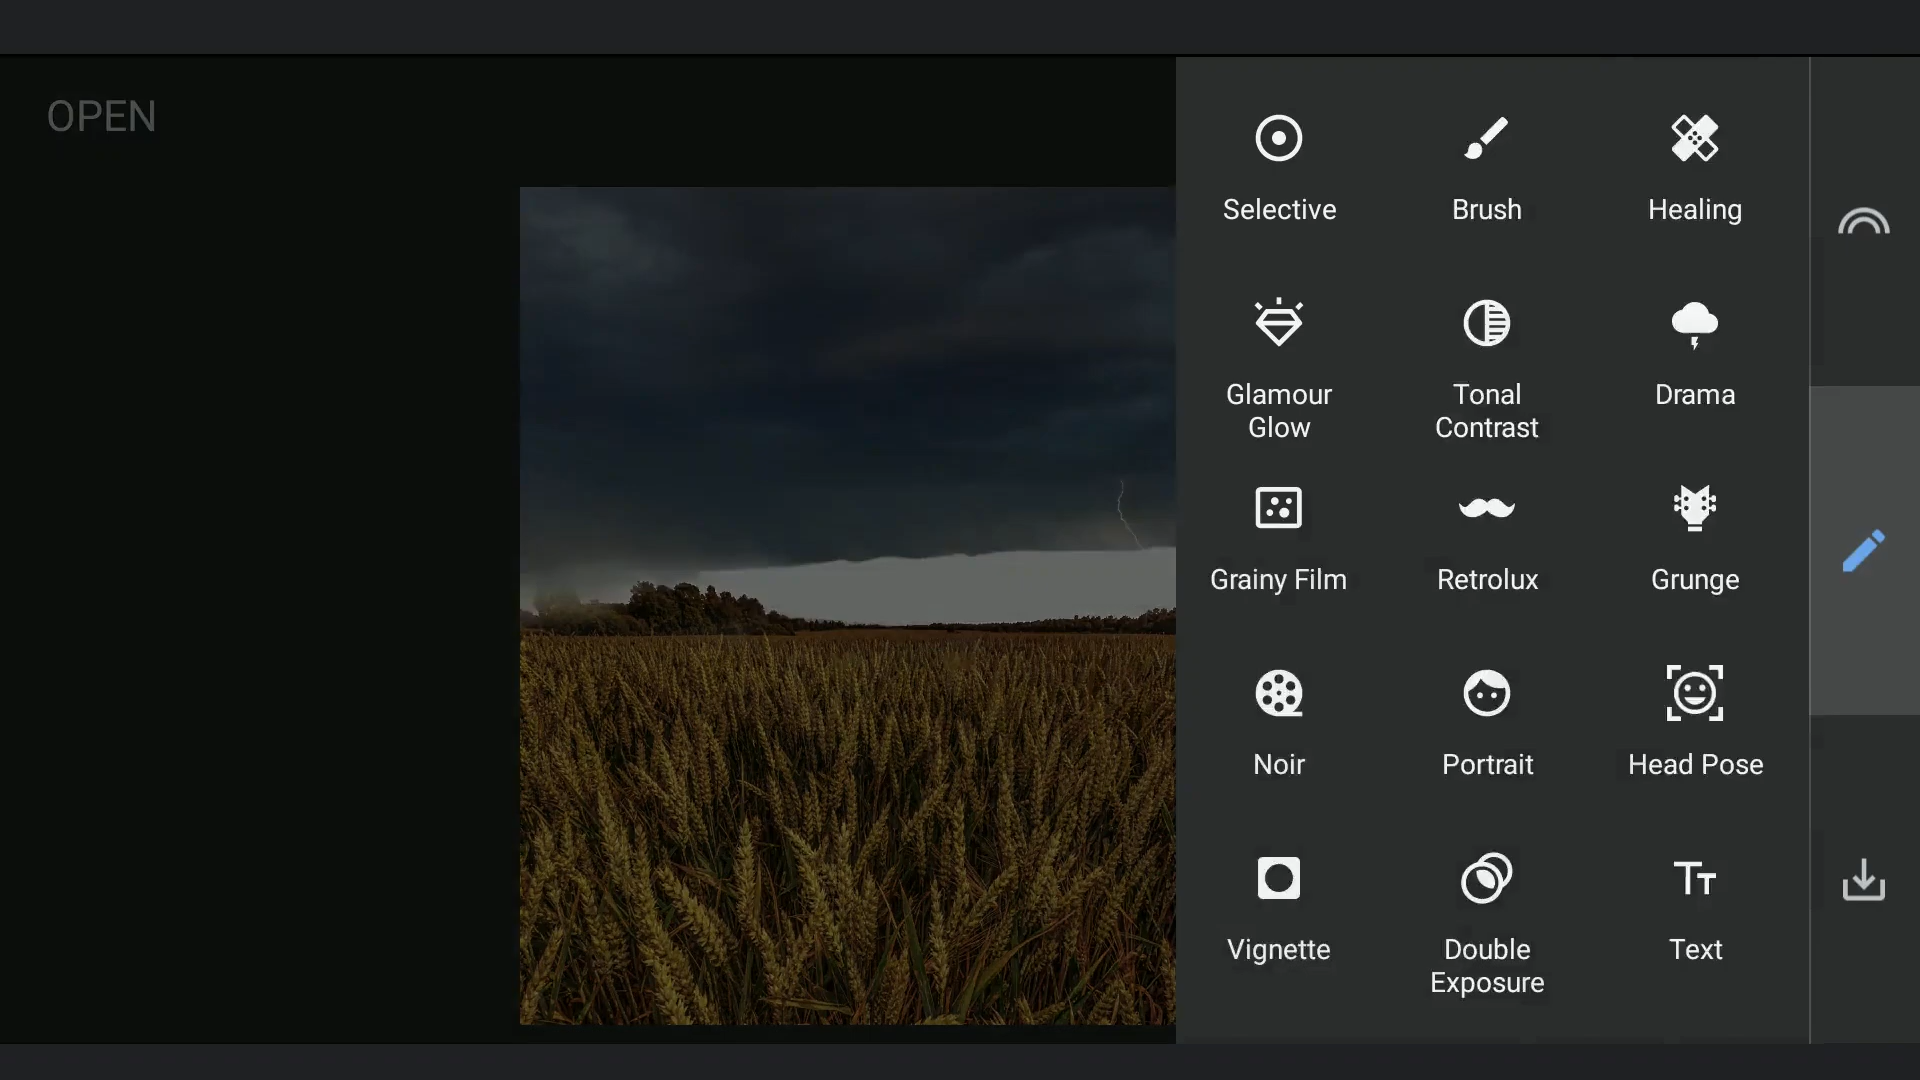 OPEN
Selective
Brush
Healing
Glamour
Glow
Tonal
Contrast
Drama
Grainy Film
Retrolux
Grunge
Noir
Portrait
Head Pose
Vignette
Double
Exposure
Text